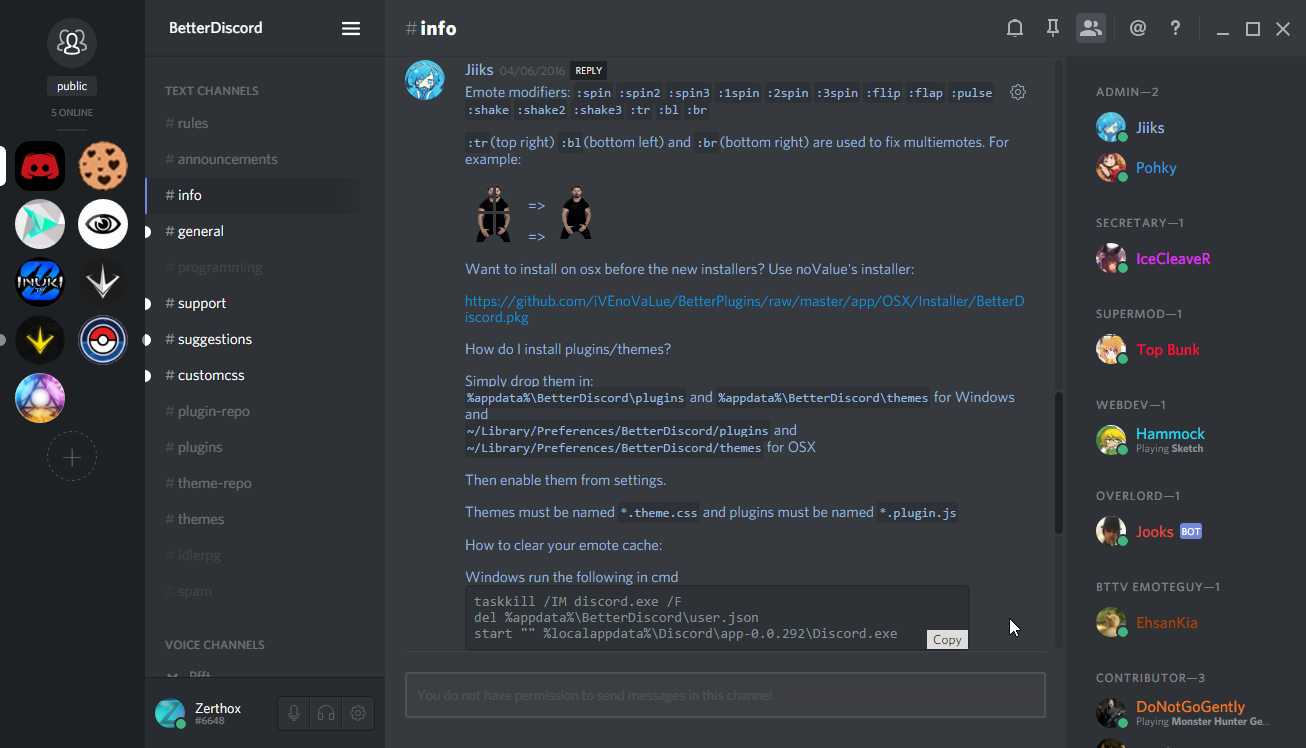 public
5 ONLINE
INUKI
BetterDiscord
TEXT CHANNELS
# rules
# announcements
# info
# general
# programming
# support
# suggestions
# customcss
# plugin-repo
# plugins
# theme-repo
# themes
# idlerpg
# spam
VOICE CHANNELS
Pfft
Zerthox
#6648
# info
@ ?
Jiiks 04/06/2016 REPLY
Emote modifiers: :spin :spin2 :spin3 :1spin :2spin :3spin :flip :flap :pulse
:shake :shake2 :shake3 :tr :bl :br
:tr(top right) :bl(bottom left) and :br(bottom right) are used to fix multiemotes. For
example:
=>
=>
Want to install on osx before the new installers? Use noValue's installer:
https://github.com/iVEnoVaLue/BetterPlugins/raw/master/app/OSX/Installer/BetterD
iscord.pkg
How do I install plugins/themes?
Simply drop them in:
%appdata%\BetterDiscord\plugins and %appdata%\BetterDiscord\themes for Windows
and
~/Library/Preferences/BetterDiscord/plugins and
~/Library/Preferences/BetterDiscord/themes for OSX
Then enable them from settings.
Themes must be named *.theme.css and plugins must be named *.plugin.js
How to clear your emote cache:
Windows run the following in cmd
taskkill /IM discord.exe /F
del %appdata%\BetterDiscord\user.json
start "" %localappdata%\Discord\app-0.0.292\Discord.exe
Copy
You do not have permission to send messages in this channel.
ADMIN—2
Jiiks
Pohky
SECRETARY—1
IceCleaveR
SUPERMOD—1
Top Bunk
WEBDEV—1
Hammock
Playing Sketch
OVERLORD—1
Jooks BOT
BTTV EMOTEGUY—1
EhsanKia
CONTRIBUTOR—3
DoNotGoGently
Playing Monster Hunter Ge...